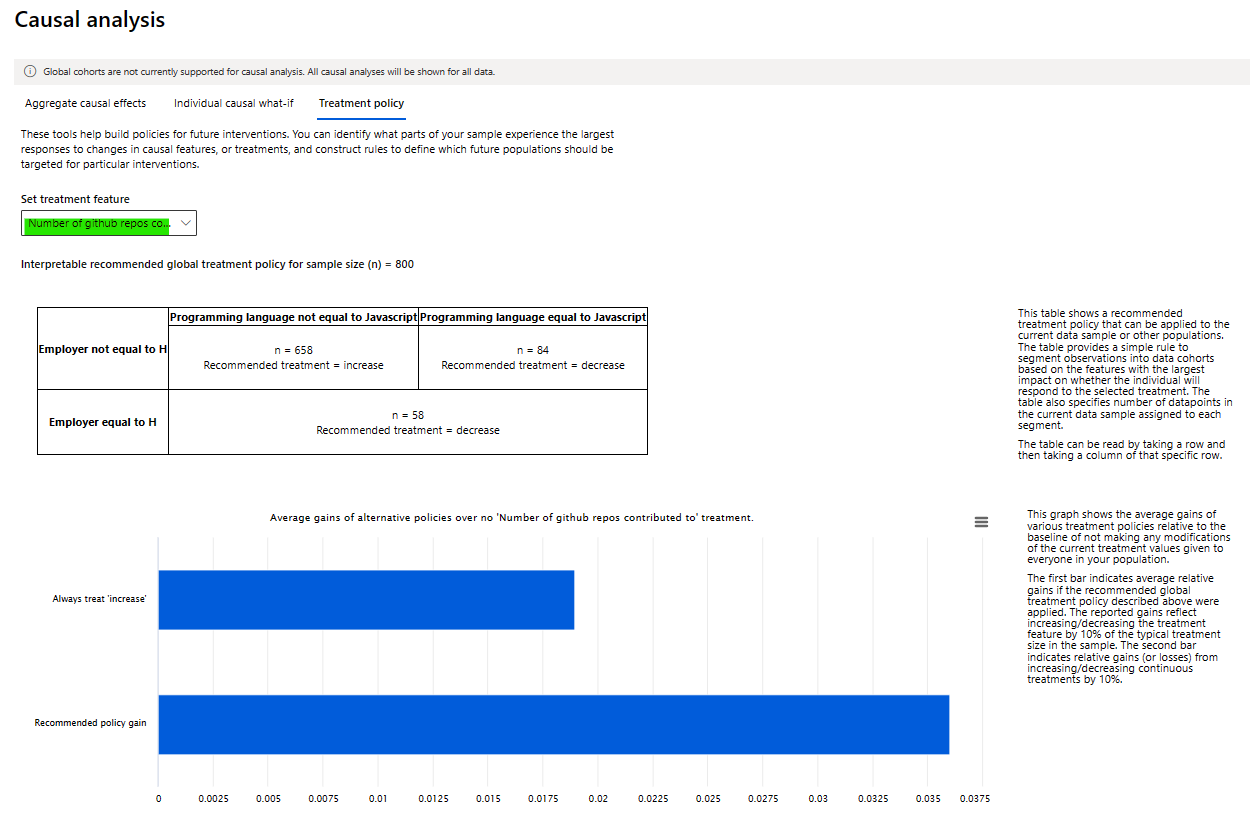 Causal analysis
Global cohorts are not currently supported for causal analysis. All causal analyses will be shown for all data.
Aggregate causal effects
Individual causal what-if
Treatment policy
These tools help build policies for future interventions. You can identify what parts of your sample experience the largest
responses to changes in causal features, or treatments, and construct rules to define which future populations should be
targeted for particular interventions.
Set treatment feature
Number of github repos co...
Interpretable recommended global treatment policy for sample size (n) = 800
Programming language not equal to Javascript
Programming language equal to Javascript
Employer not equal to H
n = 658
Recommended treatment = increase
n = 84
Recommended treatment = decrease
Employer equal to H
n = 58
Recommended treatment = decrease
This table shows a recommended
treatment policy that can be applied to the
current data sample or other populations.
The table provides a simple rule to
segment observations into data cohorts
based on the features with the largest
impact on whether the individual will
respond to the selected treatment. The
table also specifies number of datapoints in
the current data sample assigned to each
segment.
The table can be read by taking a row and
then taking a column of that specific row.
Average gains of alternative policies over no 'Number of github repos contributed to' treatment.
Always treat 'increase'
Recommended policy gain
0
0.0025
0.005
0.0075
0.01
0.0125
0.015
0.0175
0.02
0.0225
0.025
0.0275
0.03
0.0325
0.035
0.0375
This graph shows the average gains of
various treatment policies relative to the
baseline of not making any modifications
of the current treatment values given to
everyone in your population.
The first bar indicates average relative
gains if the recommended global
treatment policy described above were
applied. The reported gains reflect
increasing/decreasing the treatment
feature by 10% of the typical treatment
size in the sample. The second bar
indicates relative gains (or losses) from
increasing/decreasing continuous
treatments by 10%.